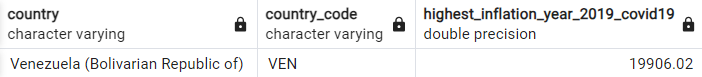 country country_code highest_inflation_year_2019_covid19
character varying character varying double precision
Venezuela (Bolivarian Republic of) VEN 19906.02